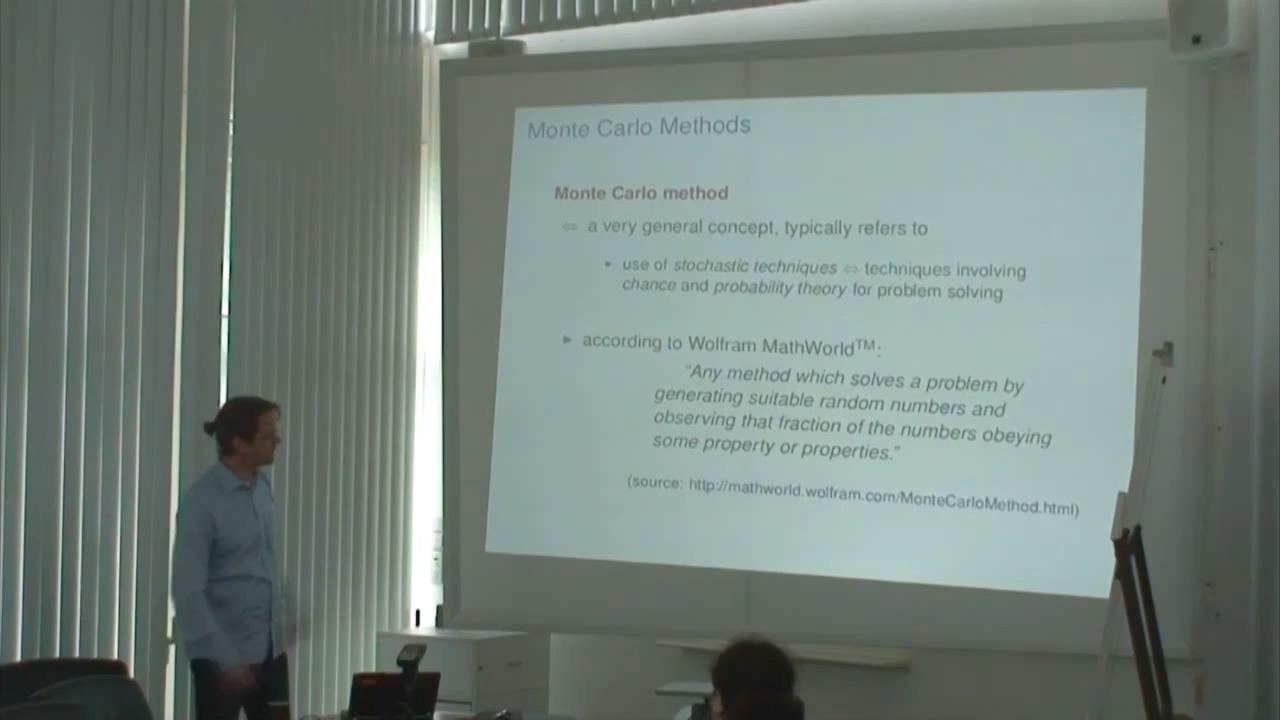 Monte Carlo Methods
Monte Carlo method
⇔ a very general concept, typically refers to
► use of stochastic techniques ⇔ techniques involving
chance and probability theory for problem solving
► according to Wolfram MathWorld™:
"Any method which solves a problem by
generating suitable random numbers and
observing that fraction of the numbers obeying
some property or properties."
(source: http://mathworld.wolfram.com/MonteCarloMethod.html)